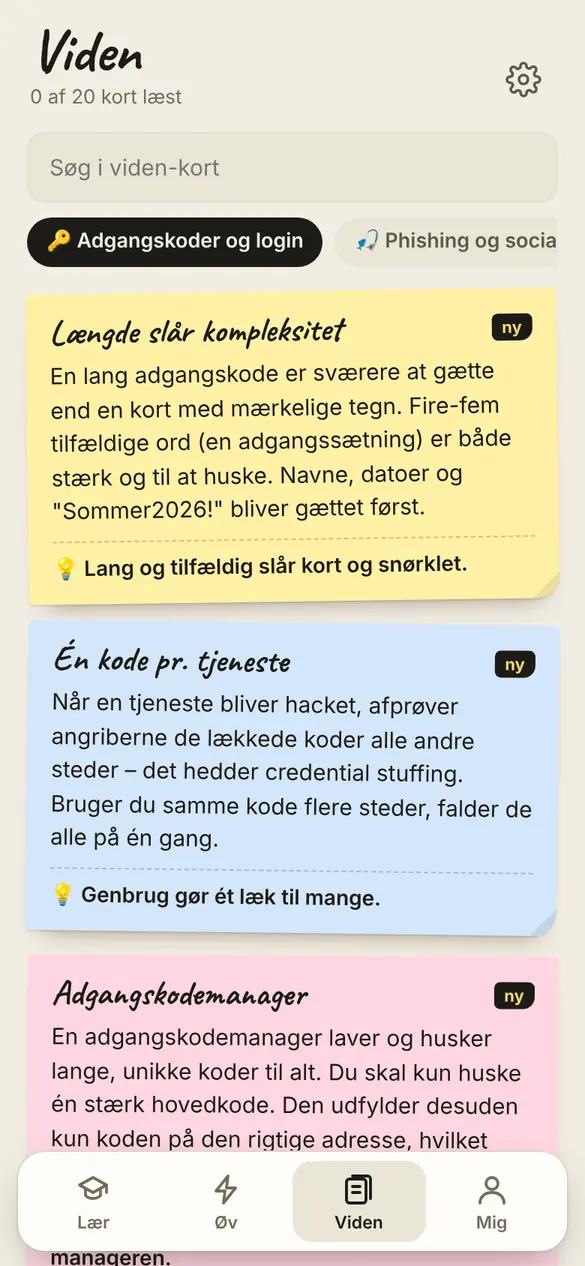 Viden
0 af 20 kort læst
Søg i viden-kort
🔑 Adgangskoder og login
🎣 Phishing og socia
Længde slår kompleksitet
ny
En lang adgangskode er sværere at gætte
end en kort med mærkelige tegn. Fire-fem
tilfældige ord (en adgangssætning) er både
stærk og til at huske. Navne, datoer og
"Sommer2026!" bliver gættet først.
💡 Lang og tilfældig slår kort og snørklet.
Én kode pr. tjeneste
ny
Når en tjeneste bliver hacket, afprøver
angriberne de lækkede koder alle andre
steder – det hedder credential stuffing.
Bruger du samme kode flere steder, falder de
alle på én gang.
💡 Genbrug gør ét læk til mange.
Adgangskodemanager
ny
En adgangskodemanager laver og husker
lange, unikke koder til alt. Du skal kun huske
én stærk hovedkode. Den udfylder desuden
kun koden på den rigtige adresse, hvilket
Lær
Øv
Viden
Mig
manageren.